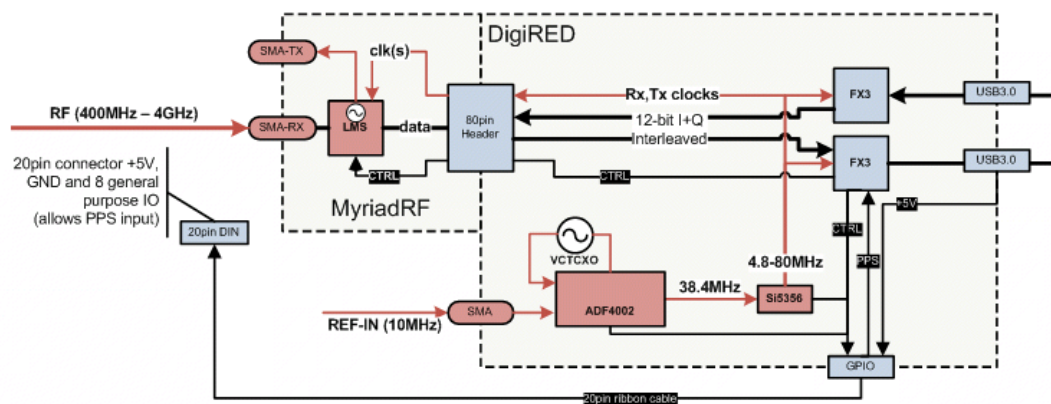 DigiRED
SMA-TX
clk(s)
RF (400MHz – 4GHz)
SMA-RX
LMS
data
80pin
Header
Rx,Tx clocks
12-bit I+Q
Interleaved
FX3
USB3.0
FX3
USB3.0
CTRL
CTRL
MyriadRF
20pin connector +5V,
GND and 8 general
purpose IO
(allows PPS input)
20pin DIN
+5V
CTRL
PPS
VCTCXO
4.8-80MHz
38.4MHz
Si5356
ADF4002
REF-IN (10MHz)
SMA
GPIO
20pin ribbon cable